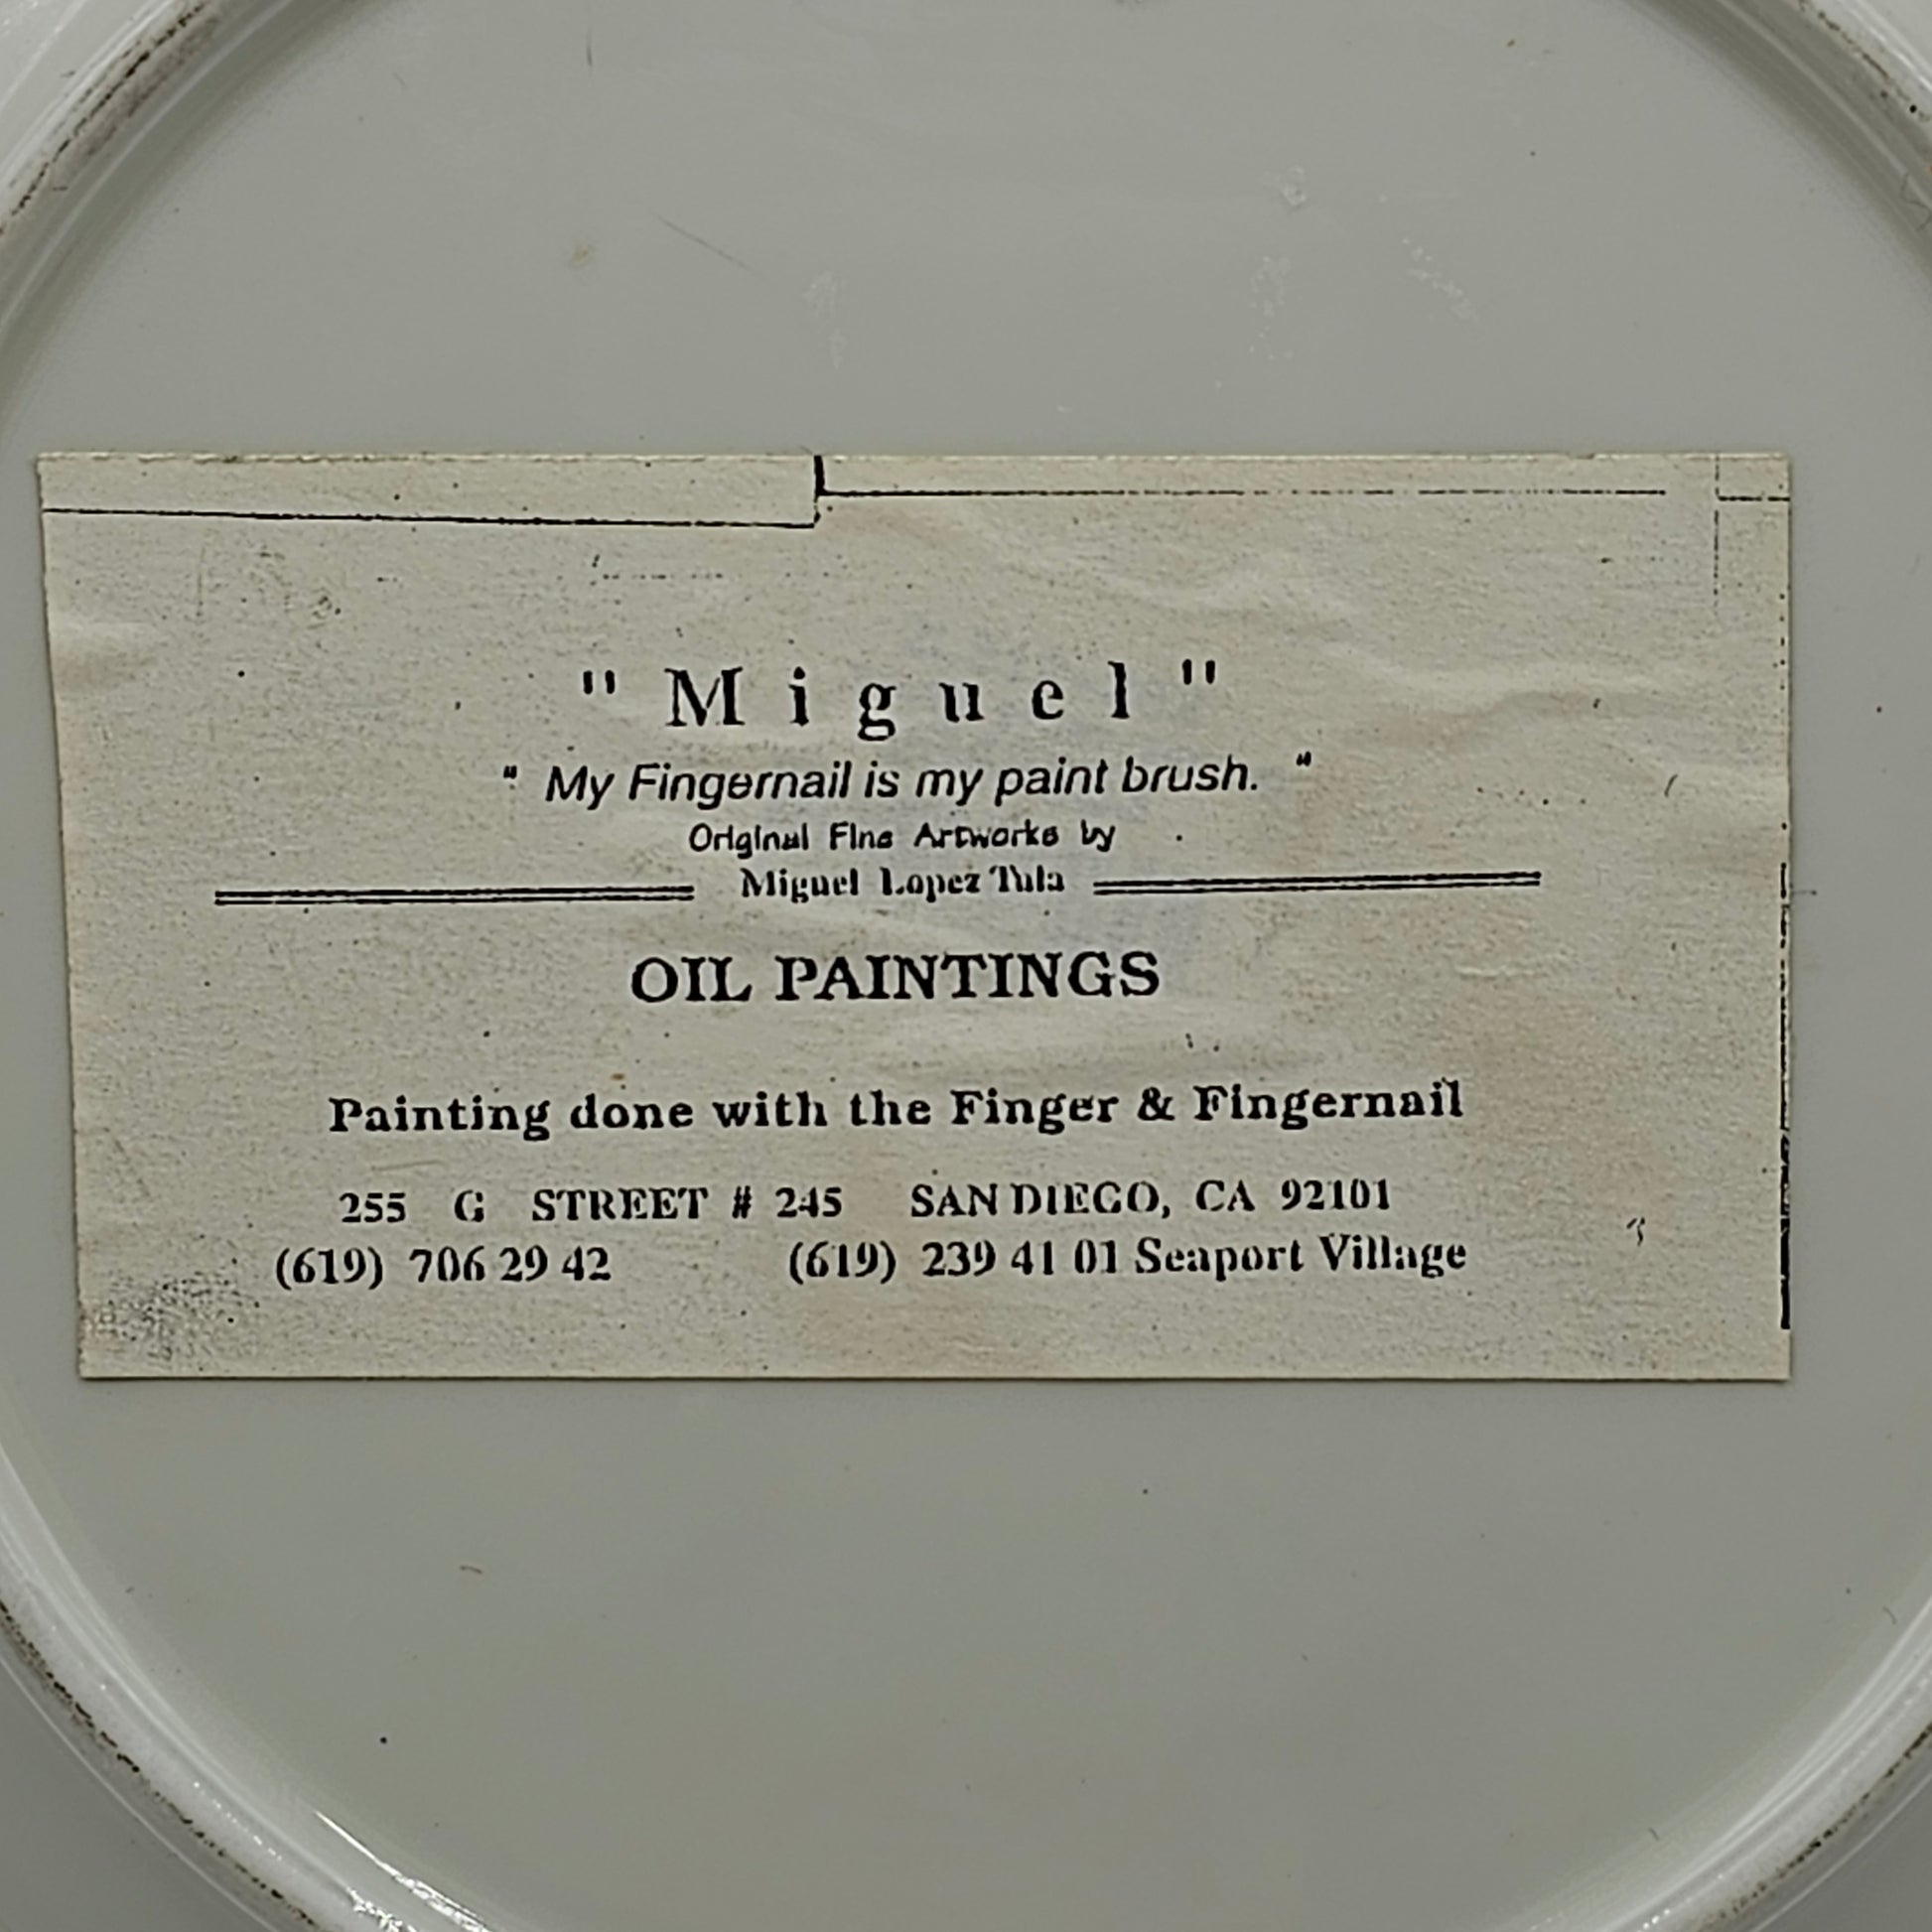 "Miguel"
" My Fingernail is my paint brush. "
Original Fine Artworks by
Miguel Lopez Tula
OIL PAINTINGS
Painting done with the Finger & Fingernail
255 G STREET # 245 SAN DIEGO, CA 92101
(619) 706 29 42 (619) 239 41 01 Seaport Village